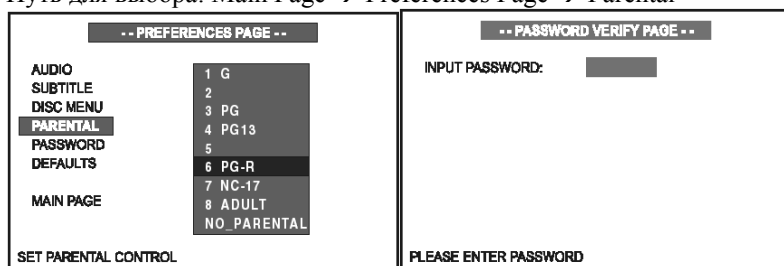 Путь для выбора: Main Page → Preferences Page → Parental
-- PREFERENCES PAGE --
AUDIO
SUBTITLE
DISC MENU
PARENTAL
PASSWORD
DEFAULTS
MAIN PAGE
1 G
2
3 PG
4 PG13
5
6 PG-R
7 NC-17
8 ADULT
NO_PARENTAL
SET PARENTAL CONTROL
-- PASSWORD VERIFY PAGE --
INPUT PASSWORD:
PLEASE ENTER PASSWORD